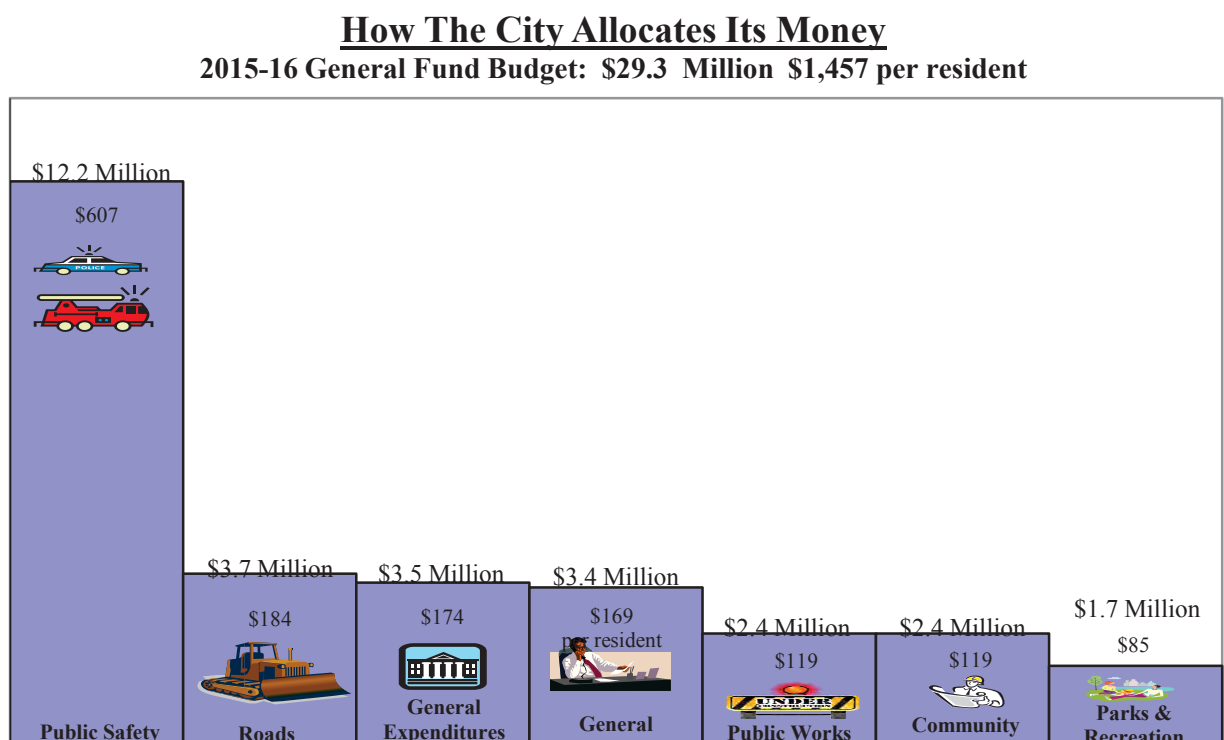 How The City Allocates Its Money
2015-16 General Fund Budget:  $29.3  Million  $1,457 per resident
$12.2 Million
$607
POLICE
Public Safety
$3.7 Million
$184
Roads
$3.5 Million
$174
General
Expenditures
$3.4 Million
$169
per resident
General
$2.4 Million
$119
UNDER
CONSTRUCTION
Public Works
$2.4 Million
$119
Community
$1.7 Million
$85
Parks &
Recreation